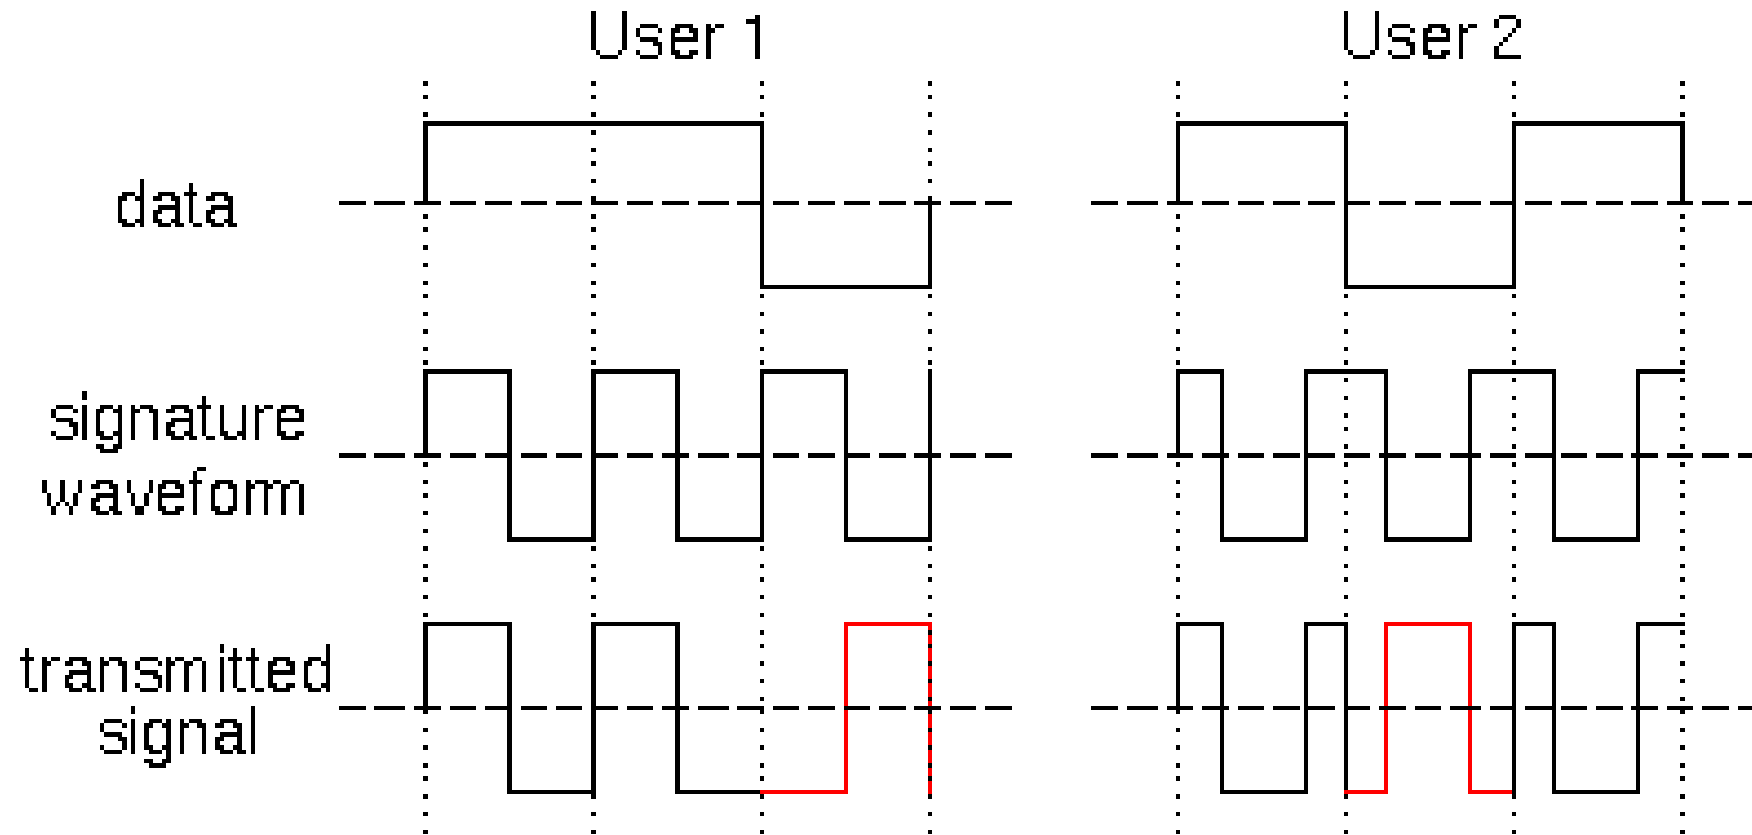 User 1
User 2
data
signature
waveform
transmitted
signal